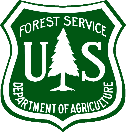 FOREST SERVICE
U S
DEPARTMENT OF AGRICULTURE